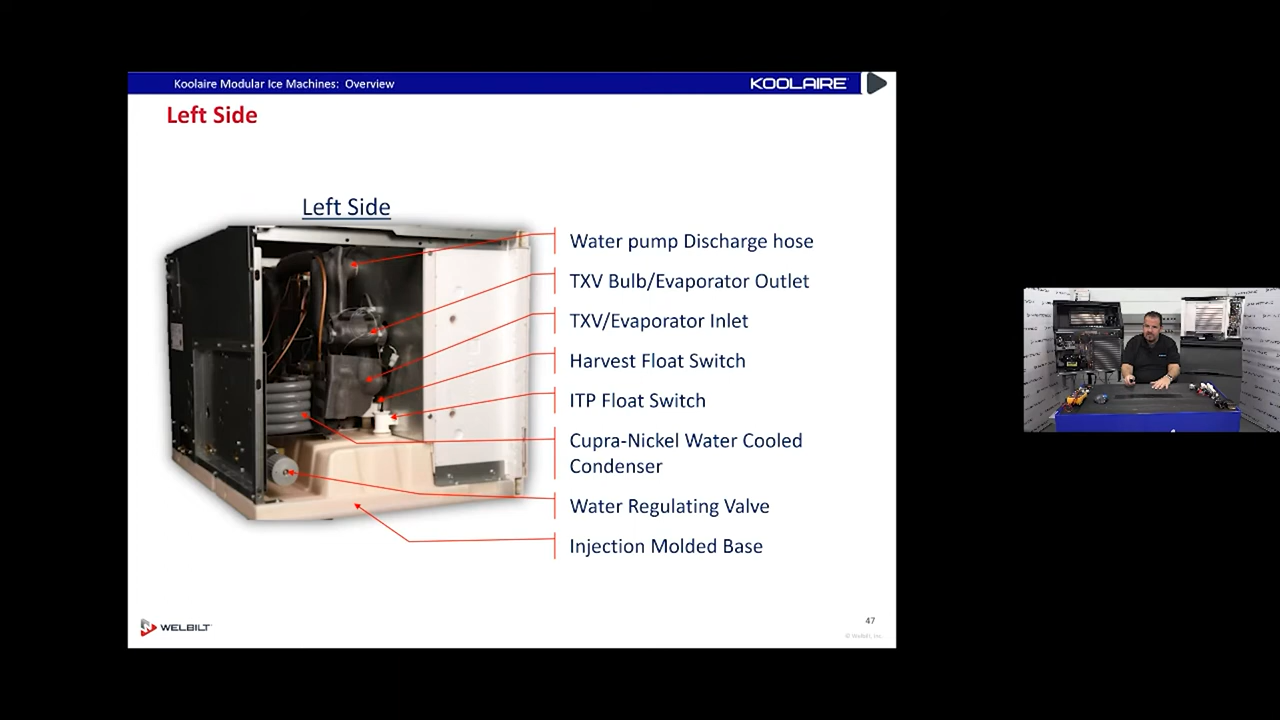 Koolaire Modular Ice Machines: Overview
KOOLAIRE
Left Side
Left Side
Water pump Discharge hose
TXV Bulb/Evaporator Outlet
TXV/Evaporator Inlet
Harvest Float Switch
ITP Float Switch
Cupra-Nickel Water Cooled
Condenser
Water Regulating Valve
Injection Molded Base
WELBILT
47
© Welbilt, Inc.